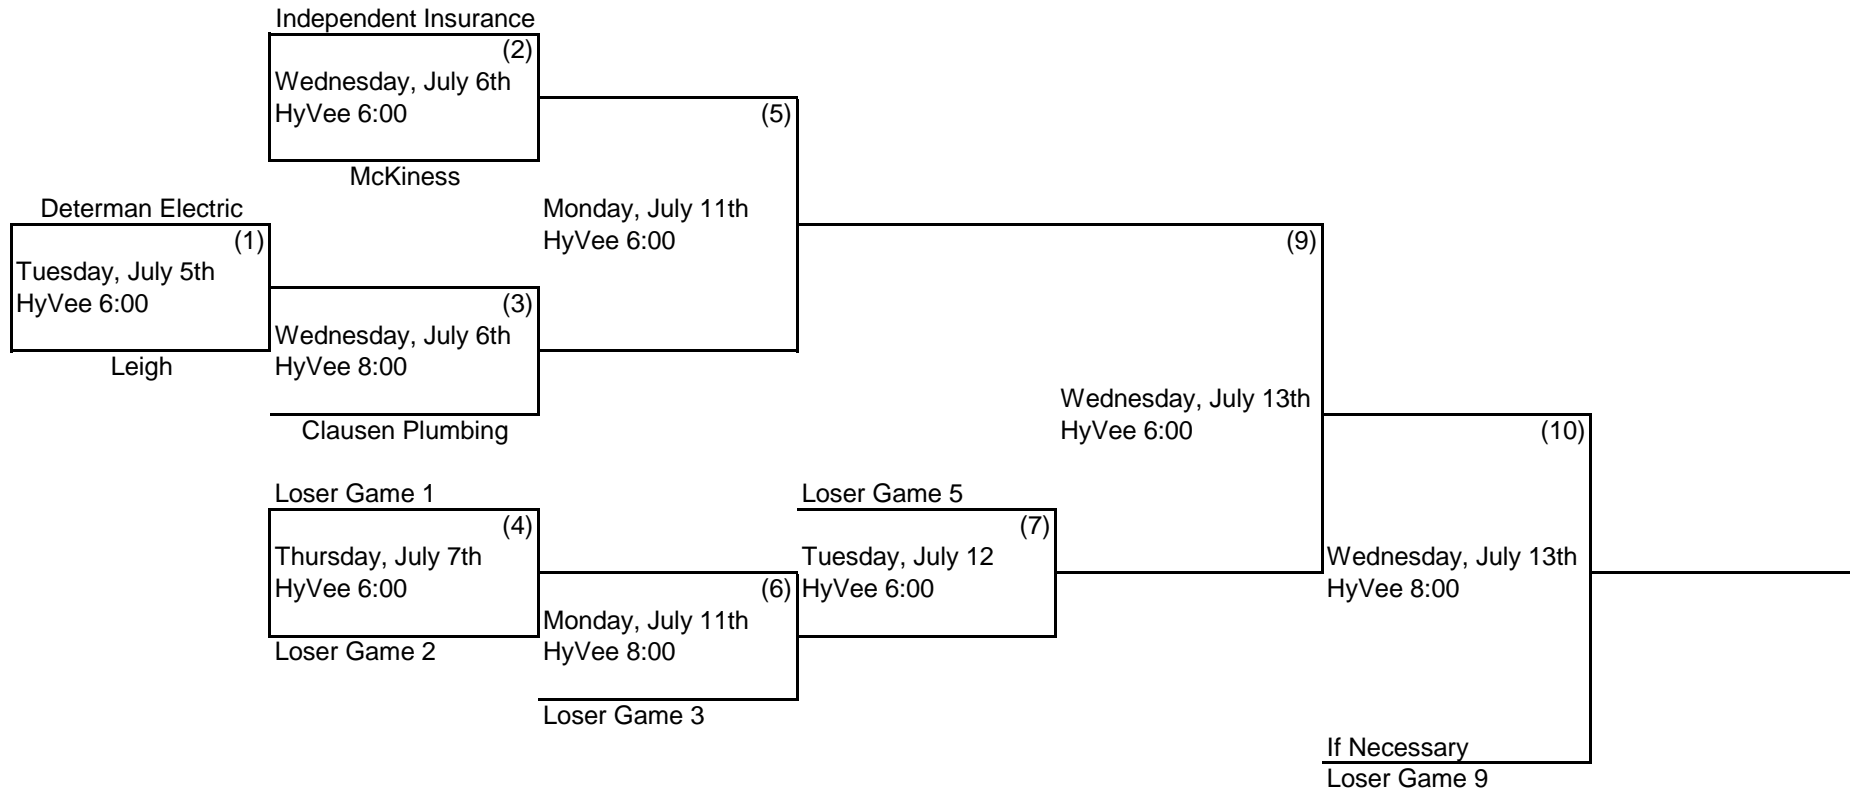 Independent Insurance
(2)
Wednesday, July 6th
HyVee 6:00
(5)
McKiness
Determan Electric
Monday, July 11th
HyVee 6:00
(1)
(9)
Tuesday, July 5th
HyVee 6:00
(3)
Wednesday, July 6th
HyVee 8:00
Leigh
Wednesday, July 13th
HyVee 6:00
Clausen Plumbing
(10)
Loser Game 1
Loser Game 5
(4)
(7)
Thursday, July 7th
HyVee 6:00
Tuesday, July 12
HyVee 6:00
Wednesday, July 13th
HyVee 8:00
(6)
Monday, July 11th
HyVee 8:00
Loser Game 2
Loser Game 3
If Necessary
Loser Game 9